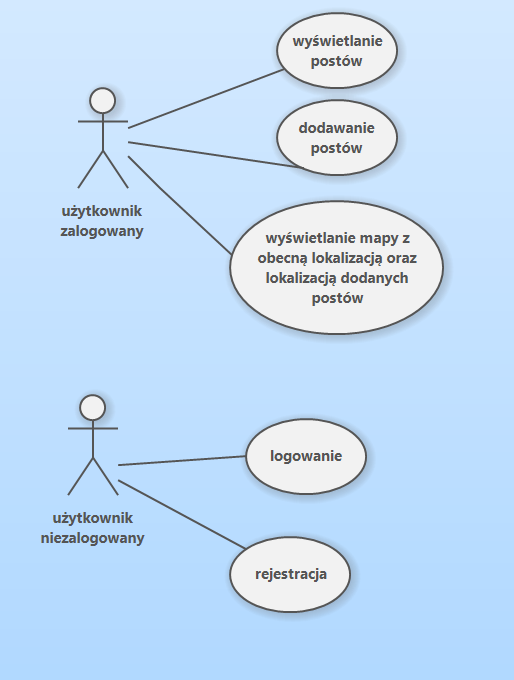 wyświetlanie
postów
dodawanie
postów
użytkownik
zalogowany
wyświetlanie mapy z
obecną lokalizacją oraz
lokalizacją dodanych
postów
logowanie
użytkownik
niezalogowany
rejestracja